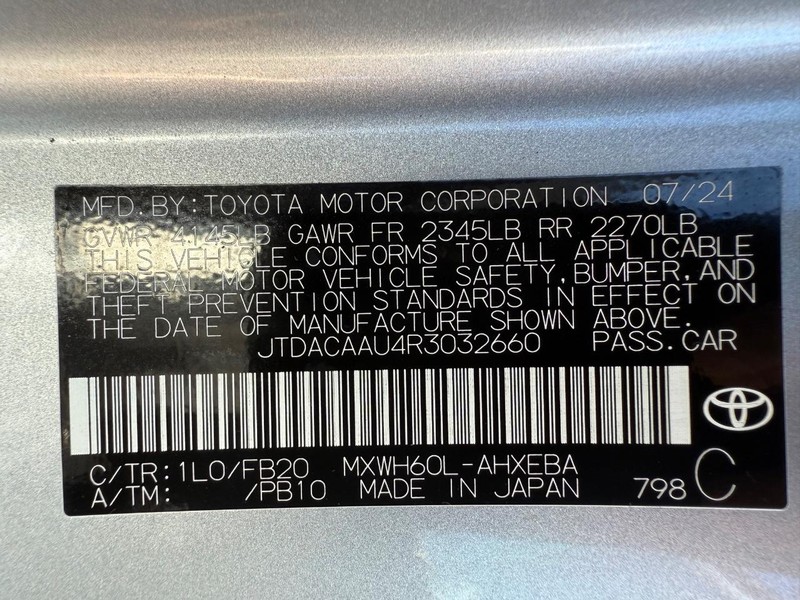 MFD.BY:TOYOTA MOTOR CORPORATION 07/24
GVWR 4145LB GAWR FR 2345LB RR 2270LB
THIS VEHICLE CONFORMS TO ALL APPLICABLE
FEDERAL MOTOR VEHICLE SAFETY,BUMPER,AND
THEFT PREVENTION STANDARDS IN EFFECT ON
THE DATE OF MANUFACTURE SHOWN ABOVE.
JTDACAAU4R3032660 PASS.CAR
C/TR:1L0/FB20 MXWH60L-AHXEBA
A/TM: /PB10 MADE IN JAPAN 798 C